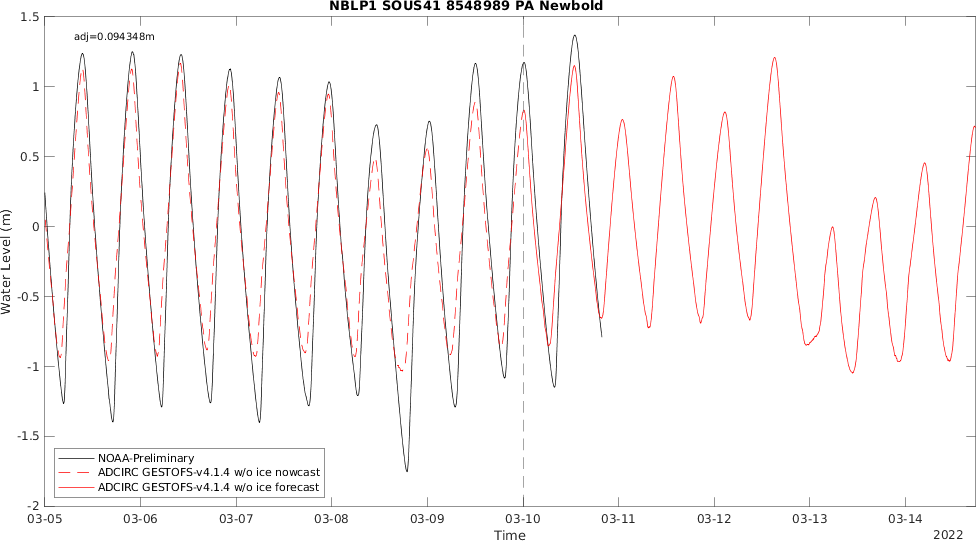 NBLP1 SOUS41 8548989 PA Newbold
adj=0.094348m
1.5
1
0.5
0
-0.5
-1
-1.5
-2
Water Level (m)
NOAA-Preliminary
ADCIRC GESTOFS-v4.1.4 w/o ice nowcast
ADCIRC GESTOFS-v4.1.4 w/o ice forecast
03-05 03-06 03-07 03-08 03-09 03-10 03-11 03-12 03-13 03-14
Time
2022